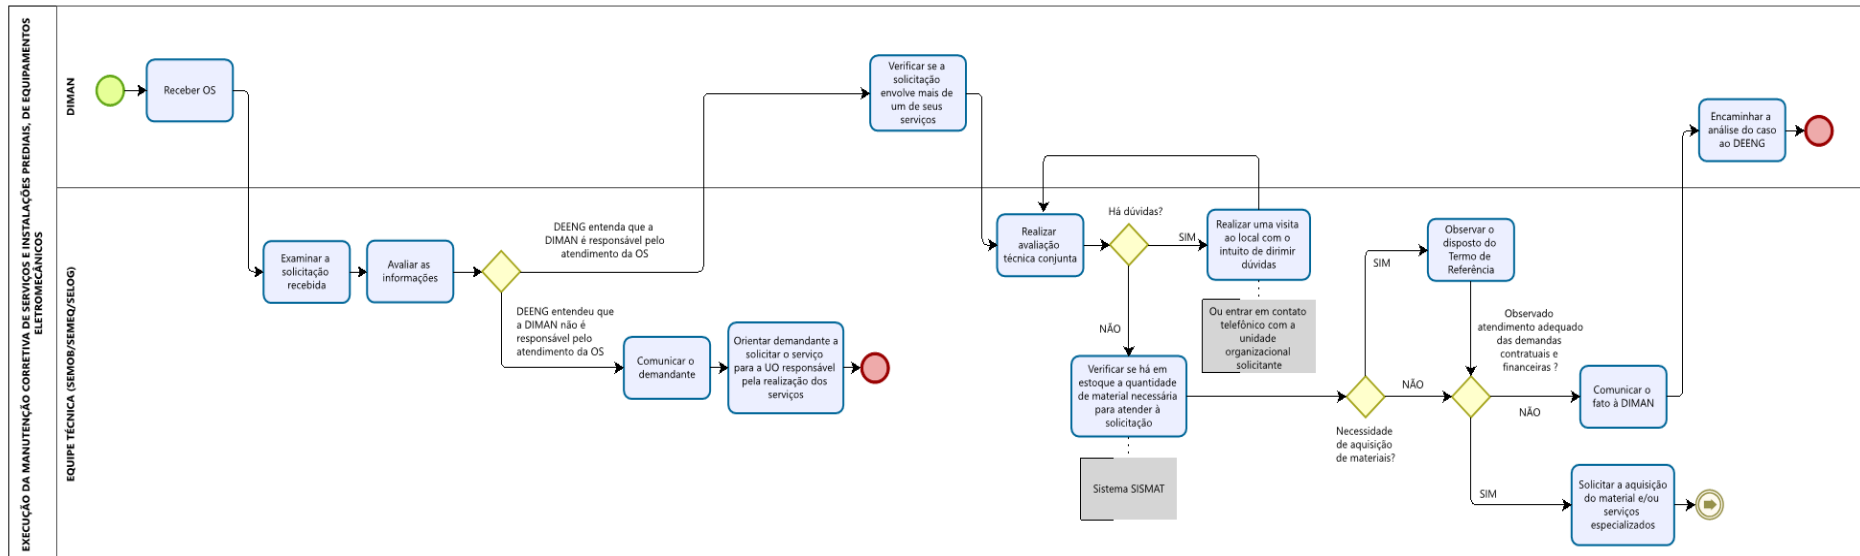 EXECUÇÃO DA MANUTENÇÃO CORRETIVA DE SERVIÇOS E INSTALAÇÕES PREDIAIS, DE EQUIPAMENTOS
ELETROMECÂNICOS
DIMAN
Receber OS
Verificar se a
solicitação
envolve mais de
um de seus
serviços
Encaminhar a
análise do caso
ao DEENG
EQUIPE TÉCNICA (SEMOB/SEMEQ/SELOG)
Examinar a
solicitação
recebida
Avaliar as
informações
DEENG entenda que a
DIMAN é responsável pelo
atendimento da OS
DEENG entendeu que
a DIMAN não é
responsável pelo
atendimento da OS
Comunicar o
demandante
Orientar demandante a
solicitar o serviço
para a UO responsável
pela realização dos
serviços
Realizar
avaliação
técnica conjunta
Há dúvidas?
SIM
Realizar uma visita
ao local com o
intuito de dirimir
dúvidas
Ou entrar em contato
telefônico com a
unidade
organizacional
solicitante
NÃO
Verificar se há em
estoque a quantidade
de material necessária
para atender à
solicitação
Sistema SISMAT
Necessidade
de aquisição
de materiais?
SIM
Observar o
disposto do
Termo de
Referência
NÃO
Observado
atendimento adequado
das demandas
contratuais e
financeiras ?
NÃO
Comunicar o
fato à DIMAN
SIM
Solicitar a aquisição
do material e/ou
serviços
especializados